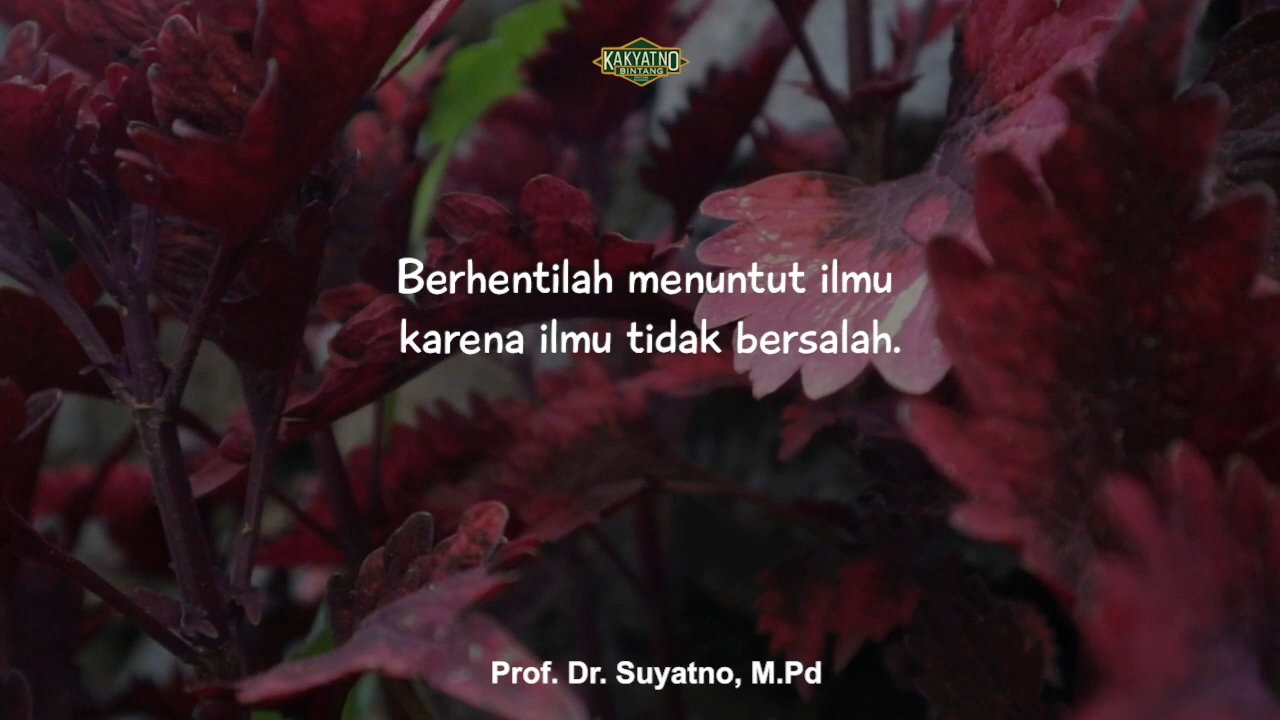 KAKYATNO
BINTANG
Berhentilah menuntut ilmu
karena ilmu tidak bersalah.
Prof. Dr. Suyatno, M.Pd